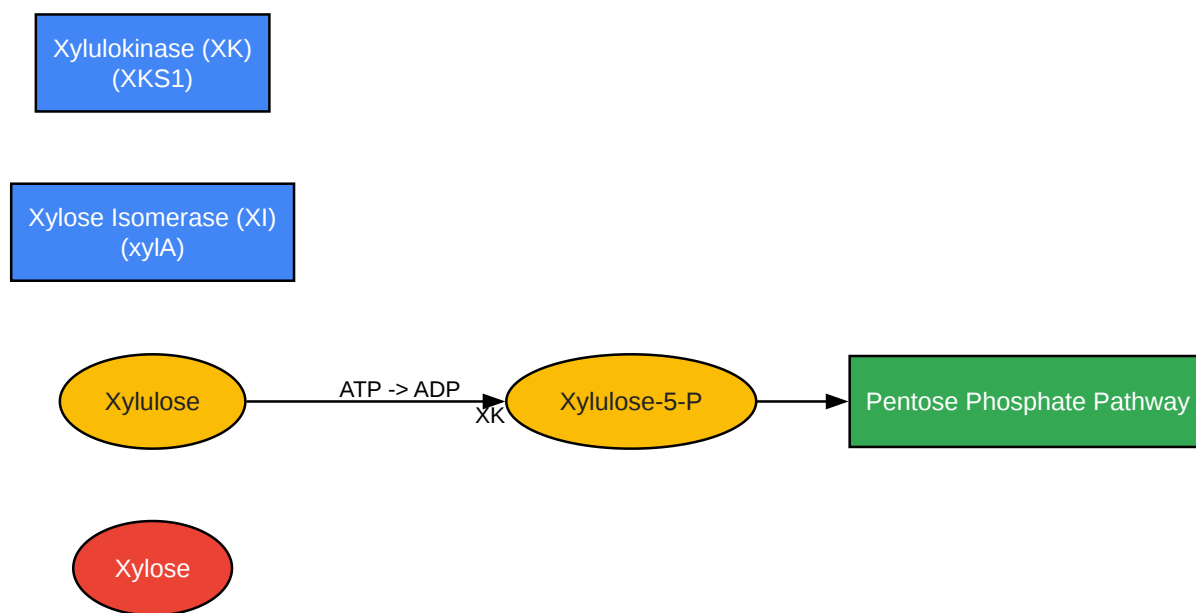 Xylulokinase (XK)
(XKS1)
Xylose Isomerase (XI)
(xylA)
Xylulose
ATP -> ADP
XK
Xylulose-5-P
Pentose Phosphate Pathway
Xylose